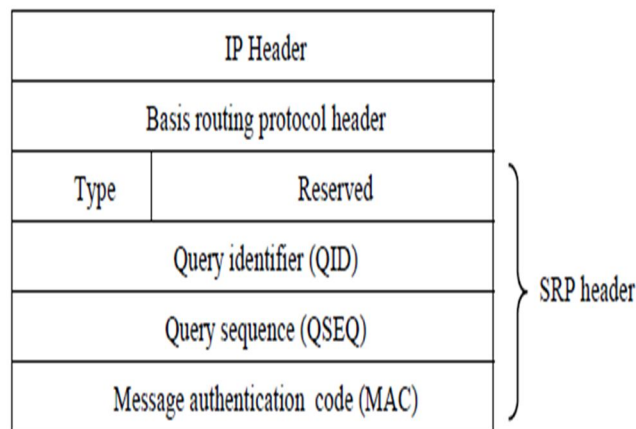 IP Header
Basis routing protocol header
Type Reserved
Query identifier (QID)
Query sequence (QSEQ)
SRP header
Message authentication code (MAC)